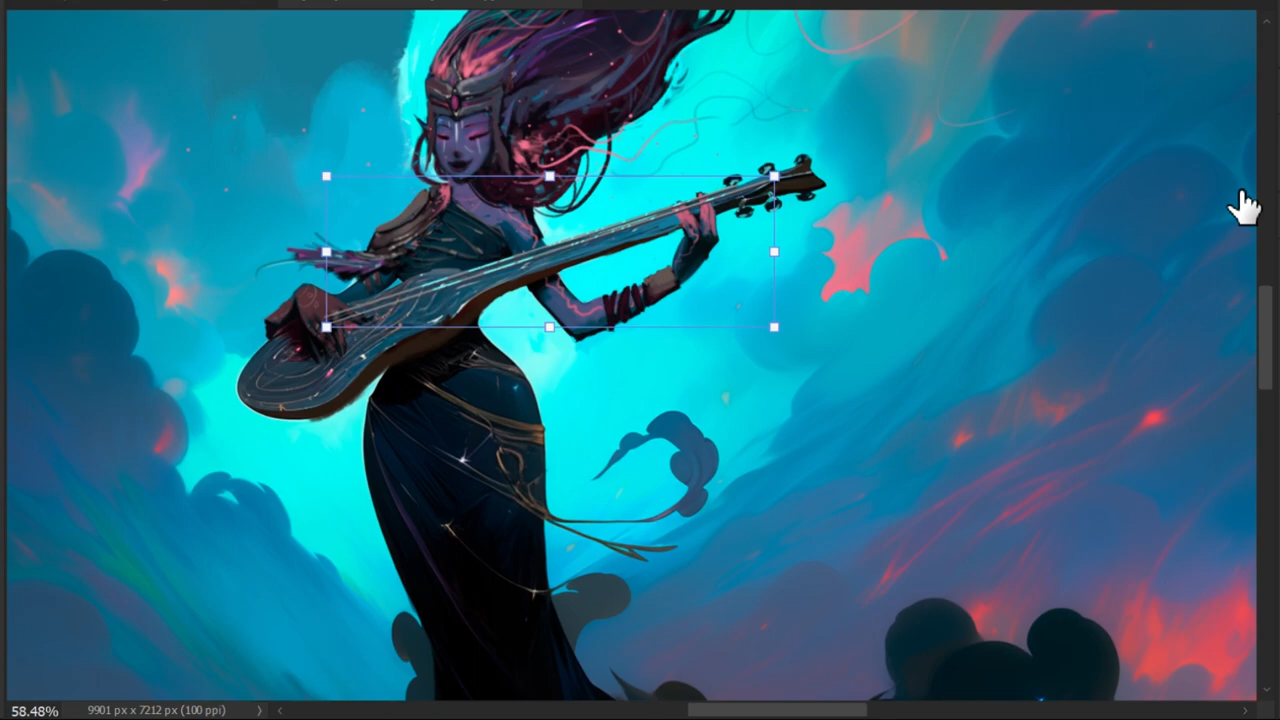 58.48%
9901 px x 7212 px (100 ppi)